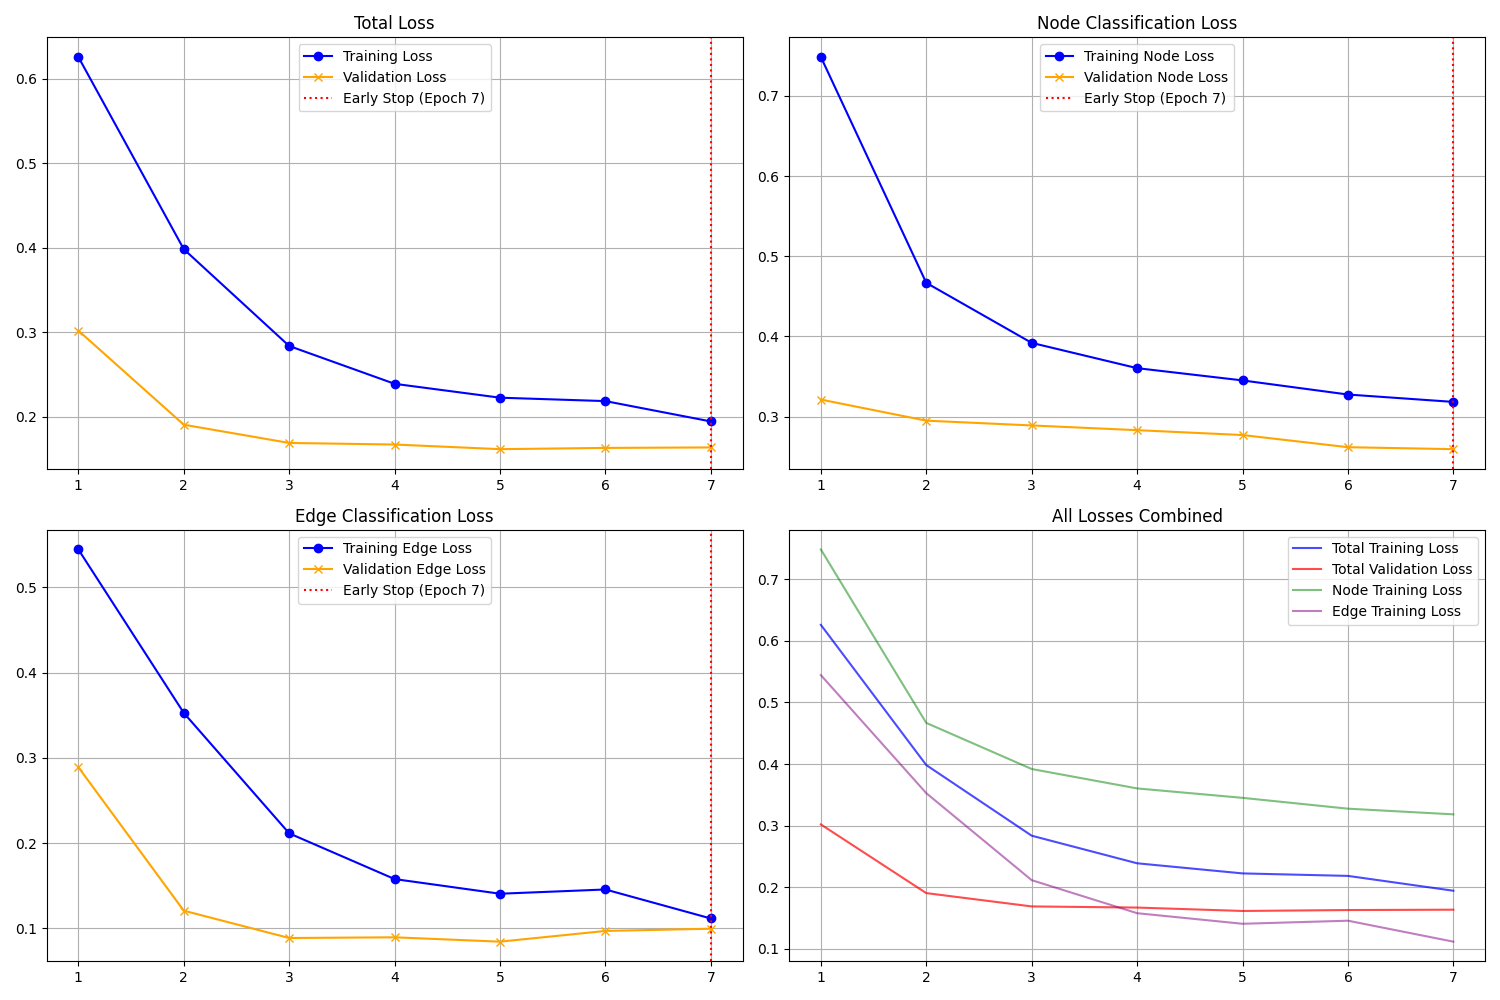 Total Loss
Training Loss
Validation Loss
Early Stop (Epoch 7)
0.6
0.5
0.4
0.3
0.2
1 2 3 4 5 6 7
Node Classification Loss
Training Node Loss
Validation Node Loss
Early Stop (Epoch 7)
0.7
0.6
0.5
0.4
0.3
1 2 3 4 5 6 7
Edge Classification Loss
Training Edge Loss
Validation Edge Loss
Early Stop (Epoch 7)
0.5
0.4
0.3
0.2
0.1
1 2 3 4 5 6 7
All Losses Combined
Total Training Loss
Total Validation Loss
Node Training Loss
Edge Training Loss
0.7
0.6
0.5
0.4
0.3
0.2
0.1
1 2 3 4 5 6 7